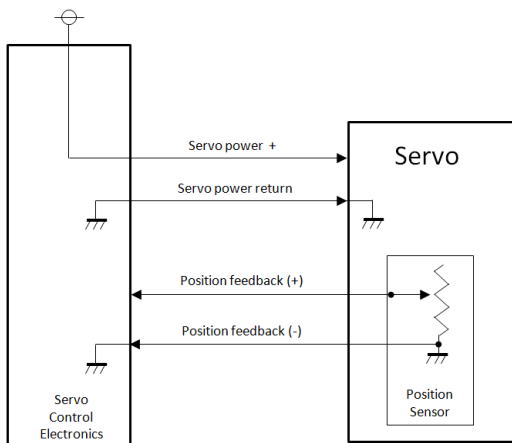 Servo power +
Servo
Servo power return
Position feedback (+)
Position feedback (-)
Servo
Control
Electronics
Position
Sensor